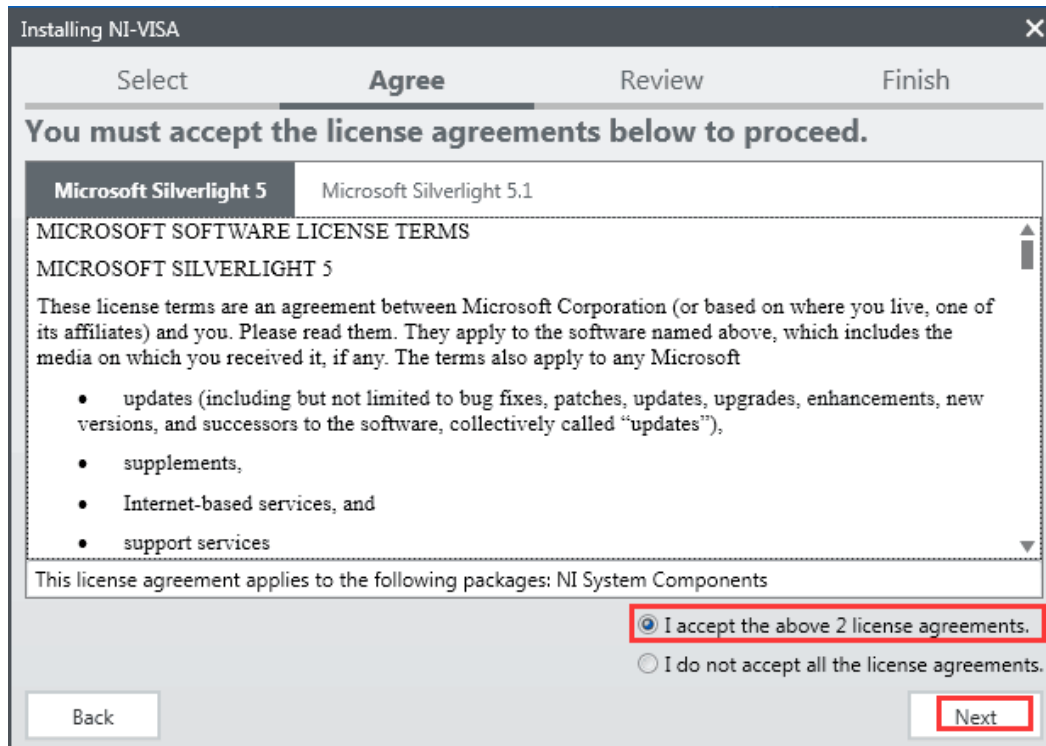 Installing NI-VISA
Select Agree Review Finish
You must accept the license agreements below to proceed.
Microsoft Silverlight 5 Microsoft Silverlight 5.1
MICROSOFT SOFTWARE LICENSE TERMS
MICROSOFT SILVERLIGHT 5
These license terms are an agreement between Microsoft Corporation (or based on where you live, one of
its affiliates) and you. Please read them. They apply to the software named above, which includes the
media on which you received it, if any. The terms also apply to any Microsoft
• updates (including but not limited to bug fixes, patches, updates, upgrades, enhancements, new
versions, and successors to the software, collectively called “updates”),
• supplements,
• Internet-based services, and
• support services
This license agreement applies to the following packages: NI System Components
I accept the above 2 license agreements.
I do not accept all the license agreements.
Back Next